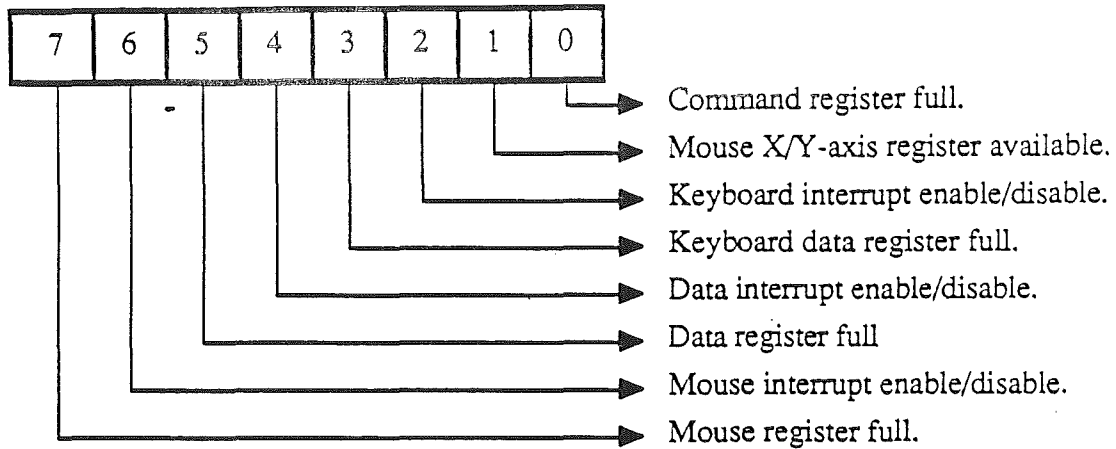 7 6 5 4 3 2 1 0
Command register full.
Mouse X/Y-axis register available.
Keyboard interrupt enable/disable.
Keyboard data register full.
Data interrupt enable/disable.
Data register full
Mouse interrupt enable/disable.
Mouse register full.